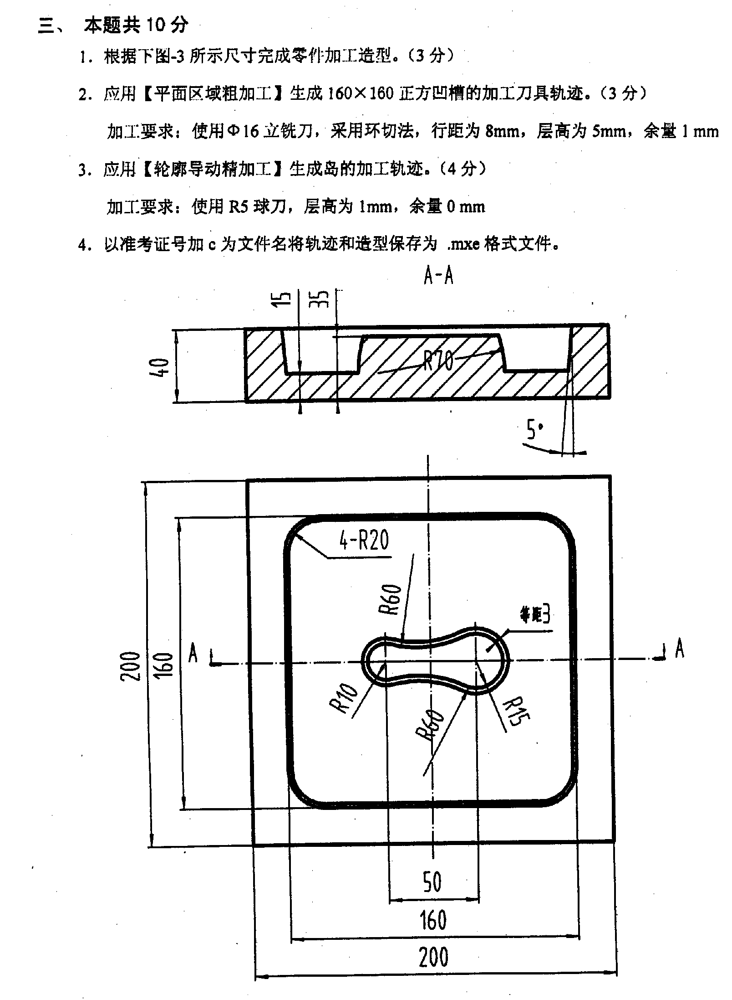 三、 本题共 10 分
1. 根据下图-3 所示尺寸完成零件加工造型。(3 分)
2. 应用【平面区域粗加工】生成 160×160 正方凹槽的加工刀具轨迹。(3 分)
加工要求：使用Φ16 立铣刀，采用环切法，行距为 8mm，层高为 5mm，余量 1 mm
3. 应用【轮廓导动精加工】生成岛的加工轨迹。(4 分)
加工要求：使用 R5 球刀，层高为 1mm，余量 0 mm
4. 以准考证号加 c 为文件名将轨迹和造型保存为 .mxe 格式文件。
A-A
15
35
40
R70
5°
4-R20
R60
等距3
A
A
200
160
R10
R60
R15
50
160
200